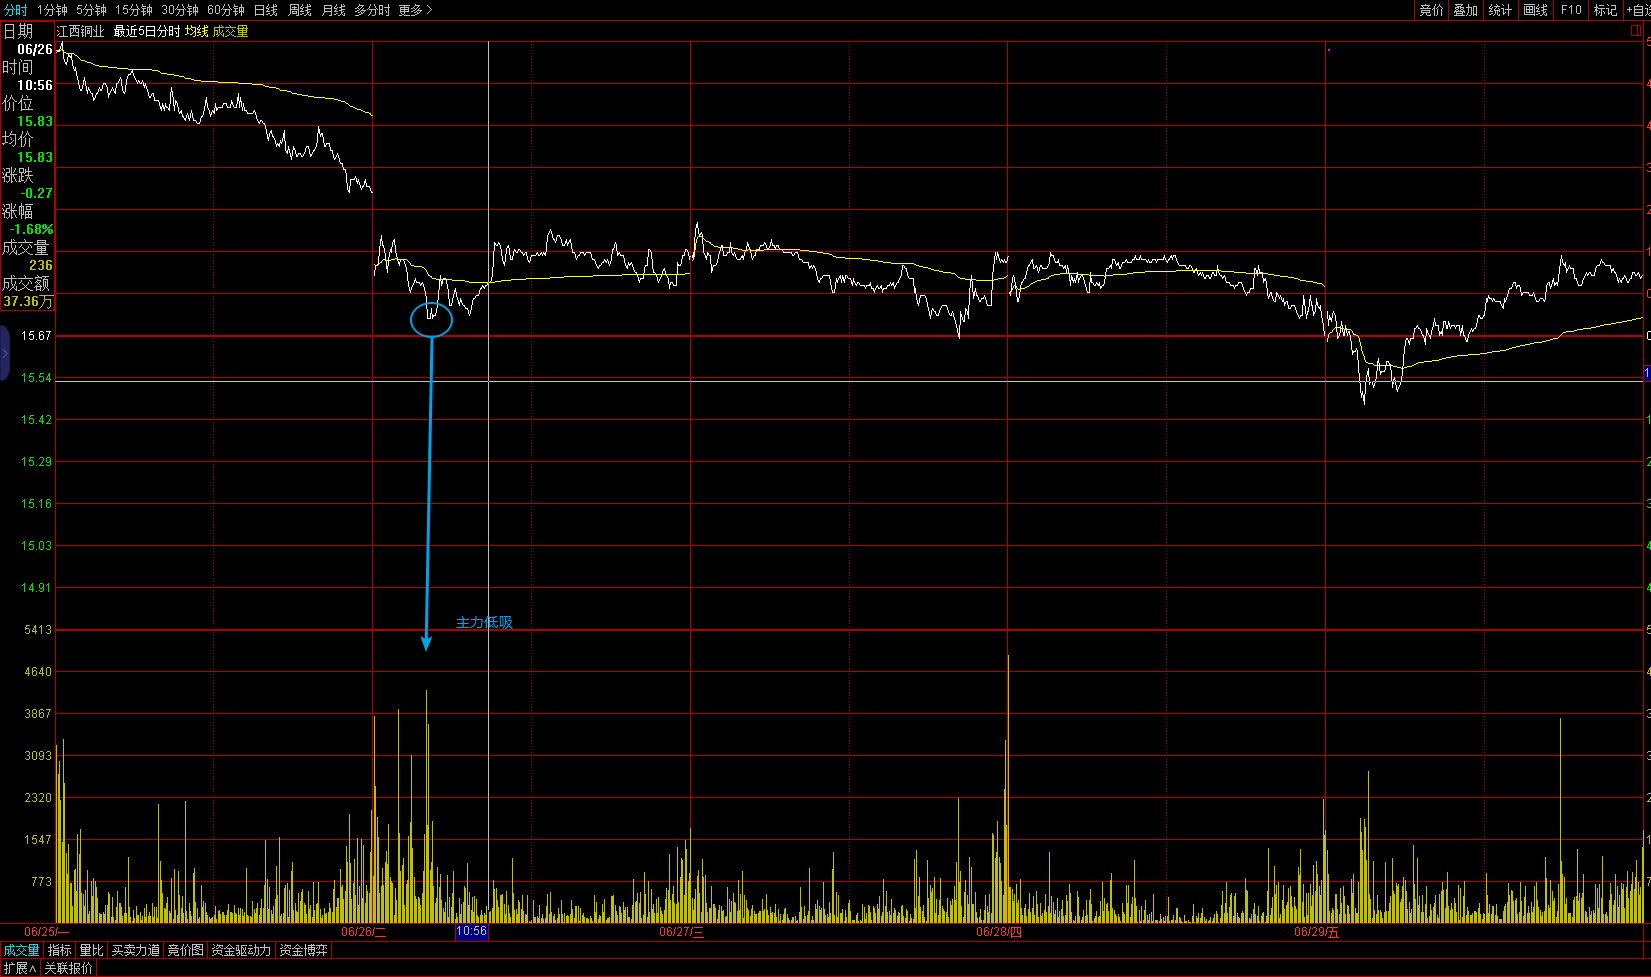 分时 1分钟 5分钟 15分钟 30分钟 60分钟 日线 周线 月线 多分时 更多>
竞价 叠加 统计 画线 F10 标记 +自选
日期
江西铜业 最近5日分时 均线 成交量
06/26
时间
10:56
价位
15.83
均价
15.83
涨跌
-0.27
涨幅
-1.68%
成交量
236
成交额
37.36万
15.67
15.54
15.42
15.29
15.16
15.03
14.91
主力低吸
5413
4640
3867
3093
2320
1547
773
06/25/一 06/26/二 10:56 06/27/三 06/28/四 06/29/五
成交量 指标 量比 买卖力道 竞价图 资金驱动力 资金博弈
扩展∧ 关联报价